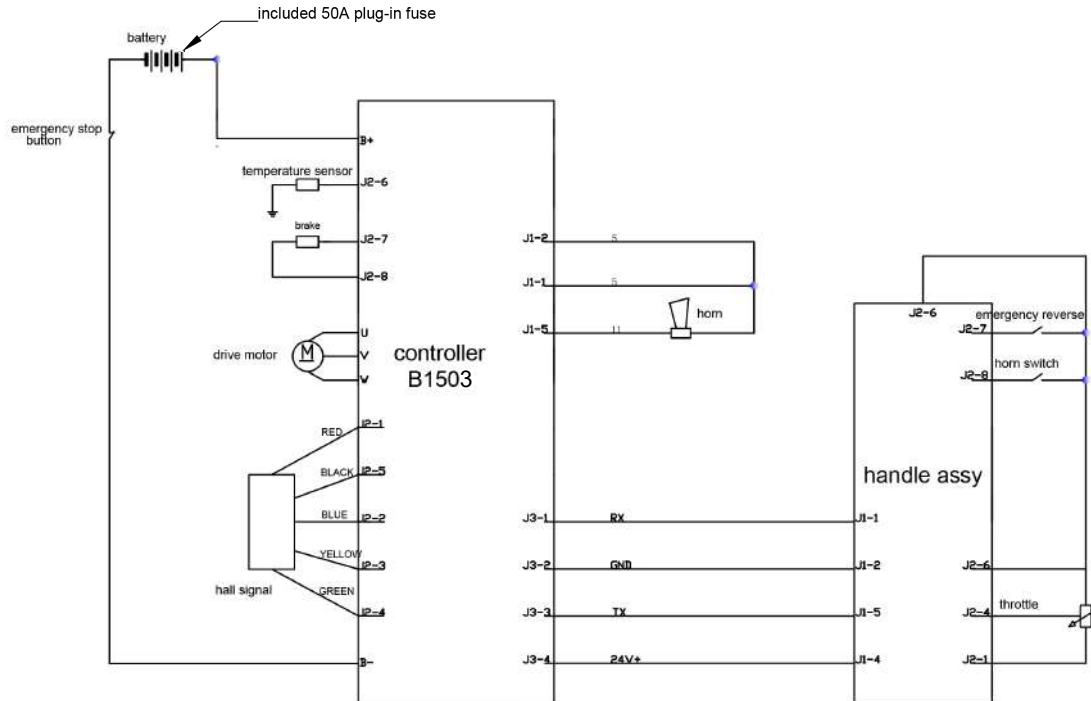 included 50A plug-in fuse
battery
emergency stop
button
B+
temperature sensor
J2-6
brake
J2-7
J2-8
J1-2
5
J1-1
5
horn
J1-5
11
U
drive motor
M
V
W
controller
B1503
J2-6
emergency reverse
J2-7
horn switch
J2-8
J2-1
RED
BLACK
J2-5
BLUE
J2-2
YELLOW
J2-3
GREEN
J2-4
hall signal
B-
handle assy
J3-1
RX
J1-1
J3-2
GND
J1-2
J2-6
J3-3
TX
J1-5
J2-4
throttle
J3-4
24V+
J1-4
J2-1